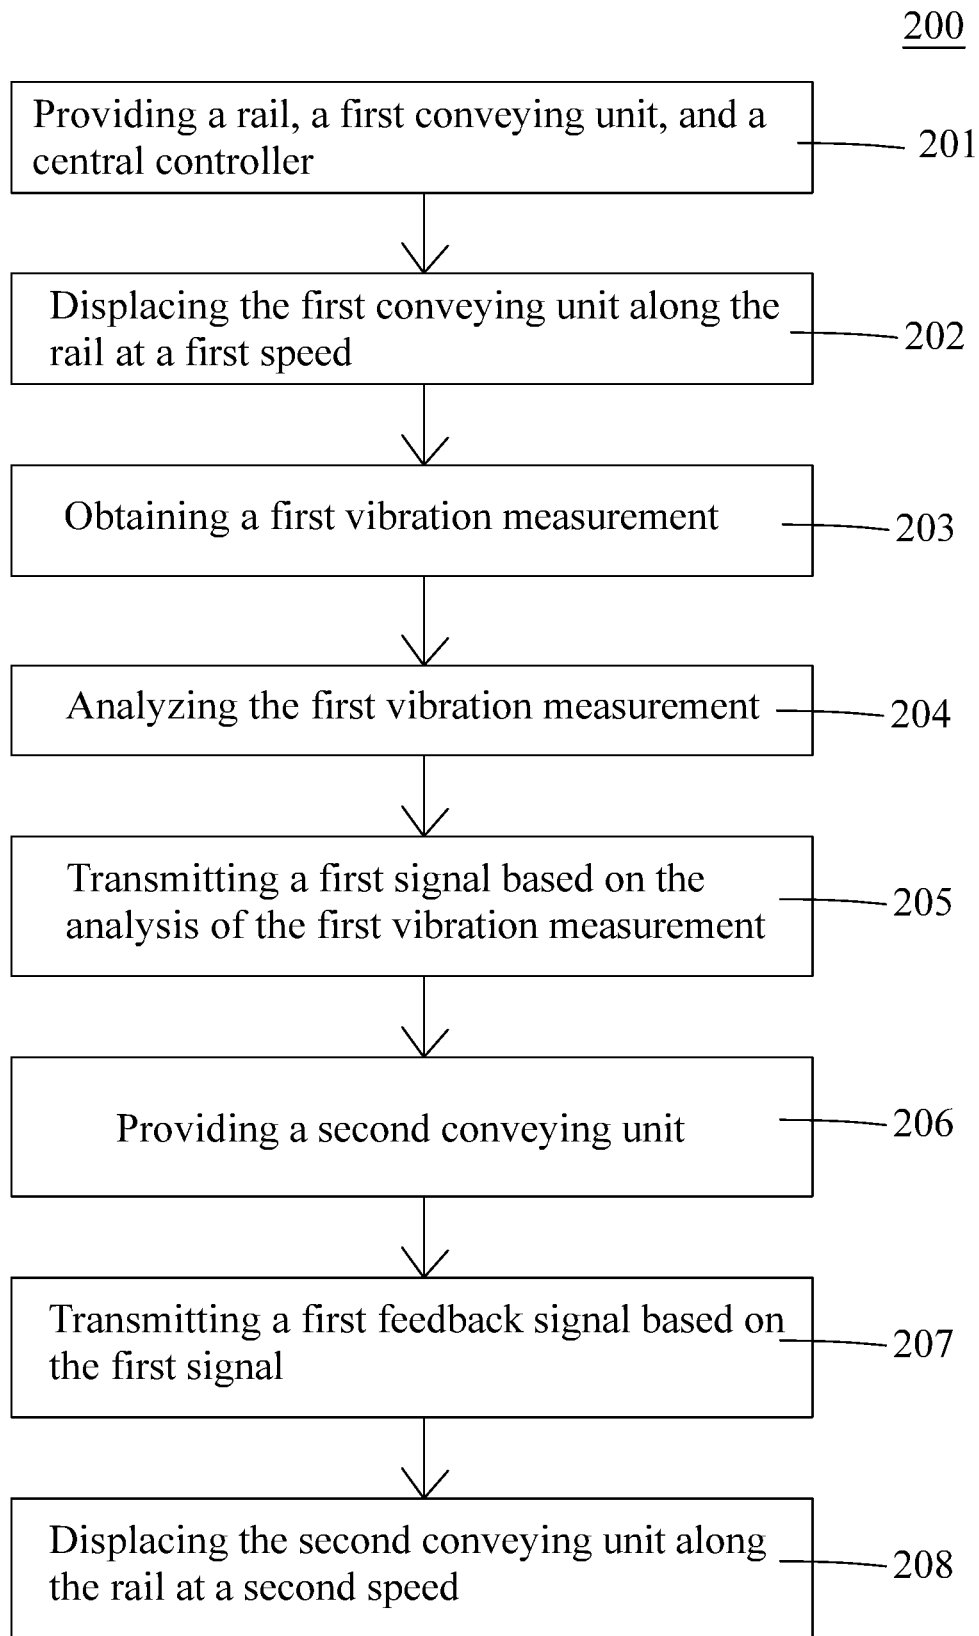 200
Providing a rail, a first conveying unit, and a
central controller
201
Displacing the first conveying unit along the
rail at a first speed
202
Obtaining a first vibration measurement
203
Analyzing the first vibration measurement
204
Transmitting a first signal based on the
analysis of the first vibration measurement
205
Providing a second conveying unit
206
Transmitting a first feedback signal based on
the first signal
207
Displacing the second conveying unit along
the rail at a second speed
208